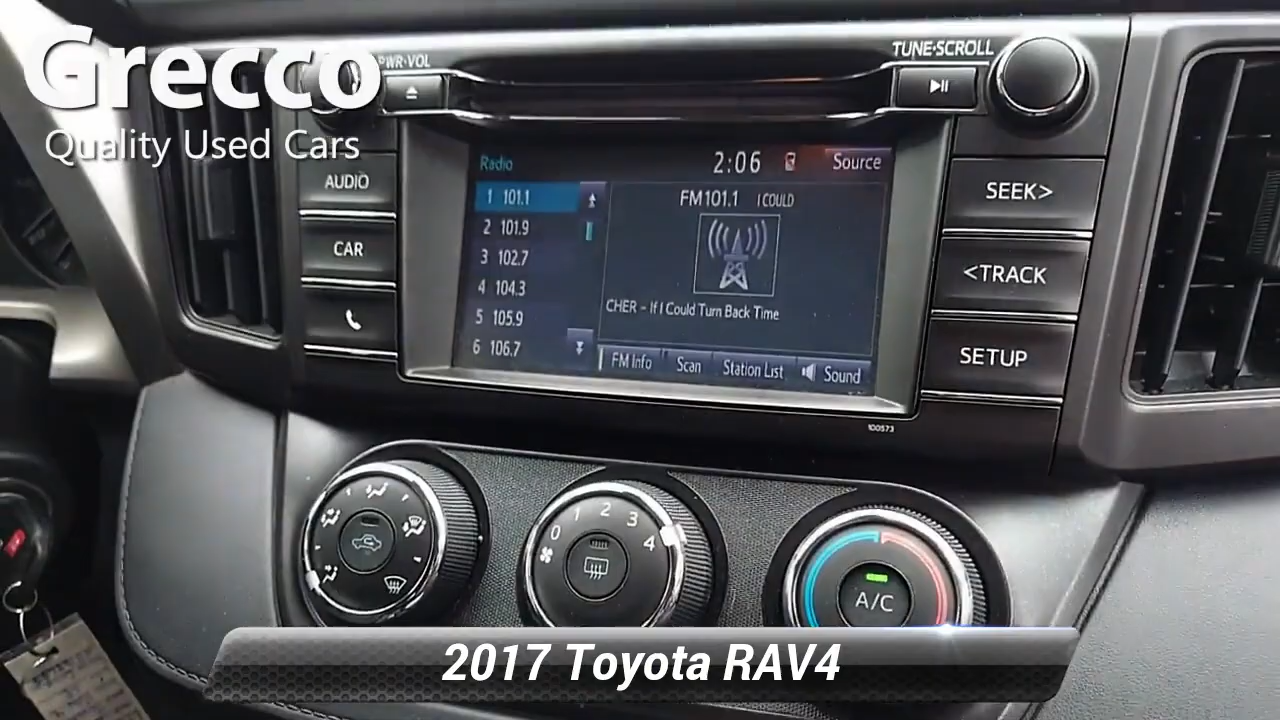 Grecco
Quality Used Cars
PWR·VOL
TUNE·SCROLL
AUDIO
CAR
Radio
2:06
Source
1 101.1
2 101.9
3 102.7
4 104.3
5 105.9
6 106.7
FM101.1 I COULD
CHER - If I Could Turn Back Time
FM Info
Scan
Station List
Sound
SEEK>
<TRACK
SETUP
100573
0 1 2 3 4
A/C
2017 Toyota RAV4